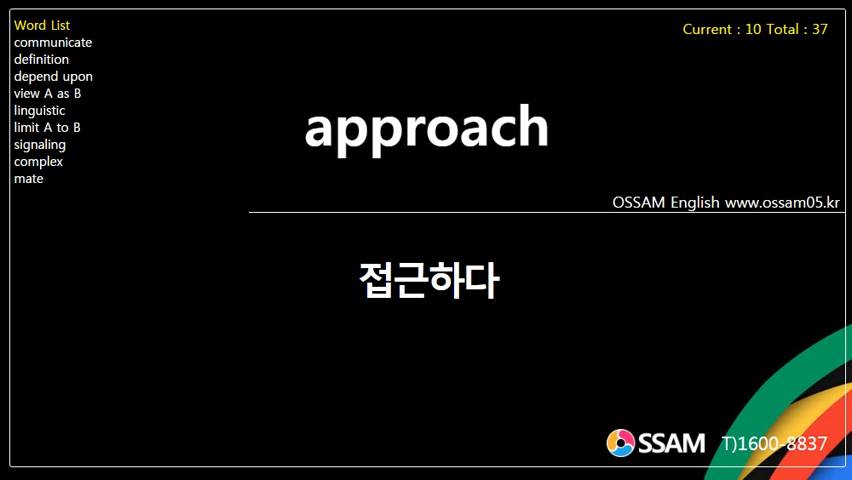 Word List
communicate
definition
depend upon
view A as B
linguistic
limit A to B
signaling
complex
mate
Current : 10 Total : 37
approach
OSSAM English www.ossam05.kr
접근하다
OSSAM T)1600-8837